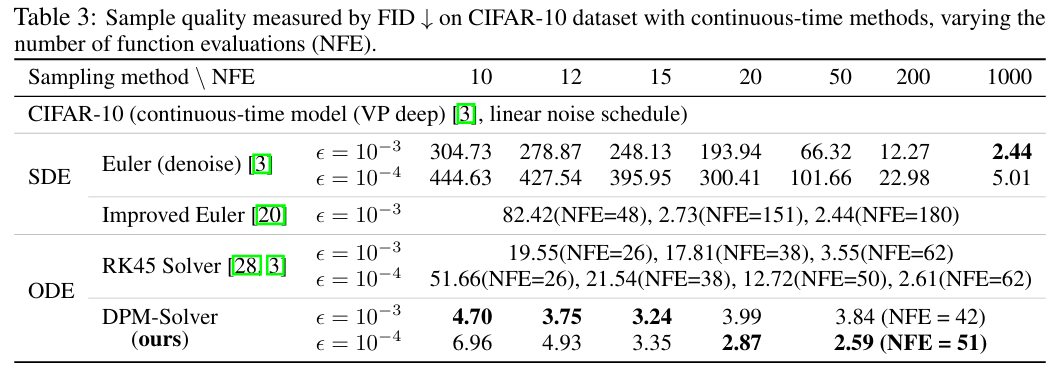 Table 3: Sample quality measured by FID ↓ on CIFAR-10 dataset with continuous-time methods, varying the
number of function evaluations (NFE).
Sampling method \ NFE 10 12 15 20 50 200 1000
CIFAR-10 (continuous-time model (VP deep) [3], linear noise schedule)
SDE Euler (denoise) [3] ϵ = 10⁻³ 304.73 278.87 248.13 193.94 66.32 12.27 2.44
ϵ = 10⁻⁴ 444.63 427.54 395.95 300.41 101.66 22.98 5.01
Improved Euler [20] ϵ = 10⁻³ 82.42(NFE=48), 2.73(NFE=151), 2.44(NFE=180)
ODE RK45 Solver [28, 3] ϵ = 10⁻³ 19.55(NFE=26), 17.81(NFE=38), 3.55(NFE=62)
ϵ = 10⁻⁴ 51.66(NFE=26), 21.54(NFE=38), 12.72(NFE=50), 2.61(NFE=62)
DPM-Solver ϵ = 10⁻³ 4.70 3.75 3.24 3.99 3.84 (NFE = 42)
(ours) ϵ = 10⁻⁴ 6.96 4.93 3.35 2.87 2.59 (NFE = 51)